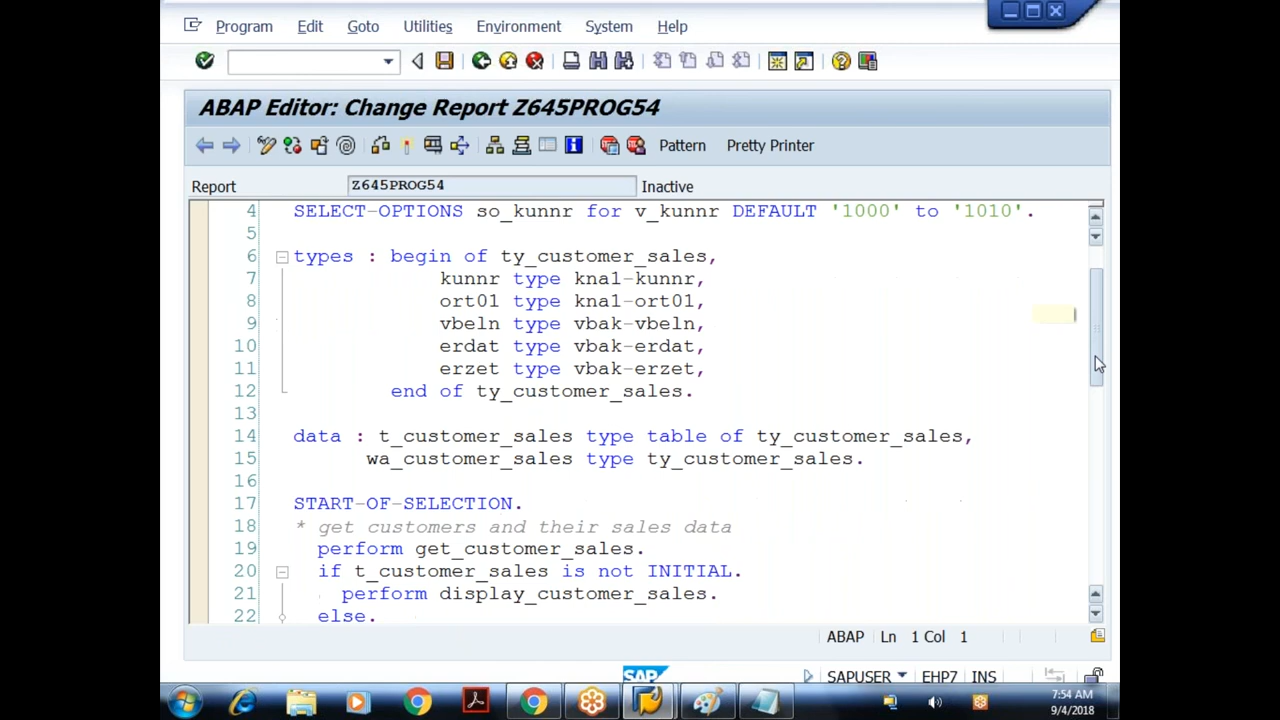 Program Edit Goto Utilities Environment System Help
ABAP Editor: Change Report Z645PROG54
Pattern Pretty Printer
Report Z645PROG54 Inactive
4 SELECT-OPTIONS so_kunnr for v_kunnr DEFAULT '1000' to '1010'.
5
6 types : begin of ty_customer_sales,
7 kunnr type kna1-kunnr,
8 ort01 type kna1-ort01,
9 vbeln type vbak-vbeln,
10 erdat type vbak-erdat,
11 erzet type vbak-erzet,
12 end of ty_customer_sales.
13
14 data : t_customer_sales type table of ty_customer_sales,
15 wa_customer_sales type ty_customer_sales.
16
17 START-OF-SELECTION.
18 * get customers and their sales data
19 perform get_customer_sales.
20 if t_customer_sales is not INITIAL.
21 perform display_customer_sales.
22 else.
ABAP Ln 1 Col 1
SAP SAPUSER EHP7 INS
7:54 AM
9/4/2018